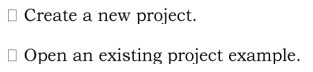 □ Create a new project.
□ Open an existing project example.